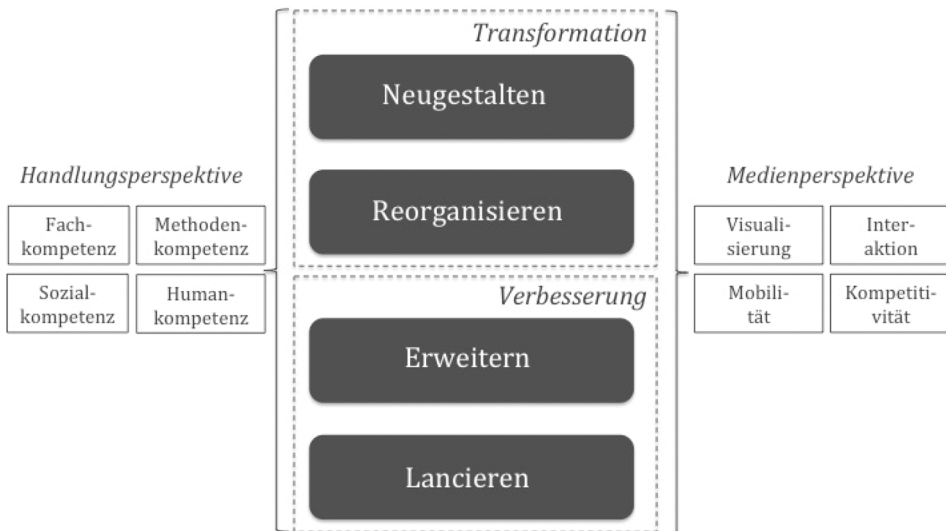 Transformation
Neugestalten
Reorganisieren
Handlungsperspektive
Fach-
kompetenz
Methoden-
kompetenz
Sozial-
kompetenz
Human-
kompetenz
Verbesserung
Erweitern
Lancieren
Medienperspektive
Visuali-
sierung
Inter-
aktion
Mobili-
tät
Kompetiti-
vität